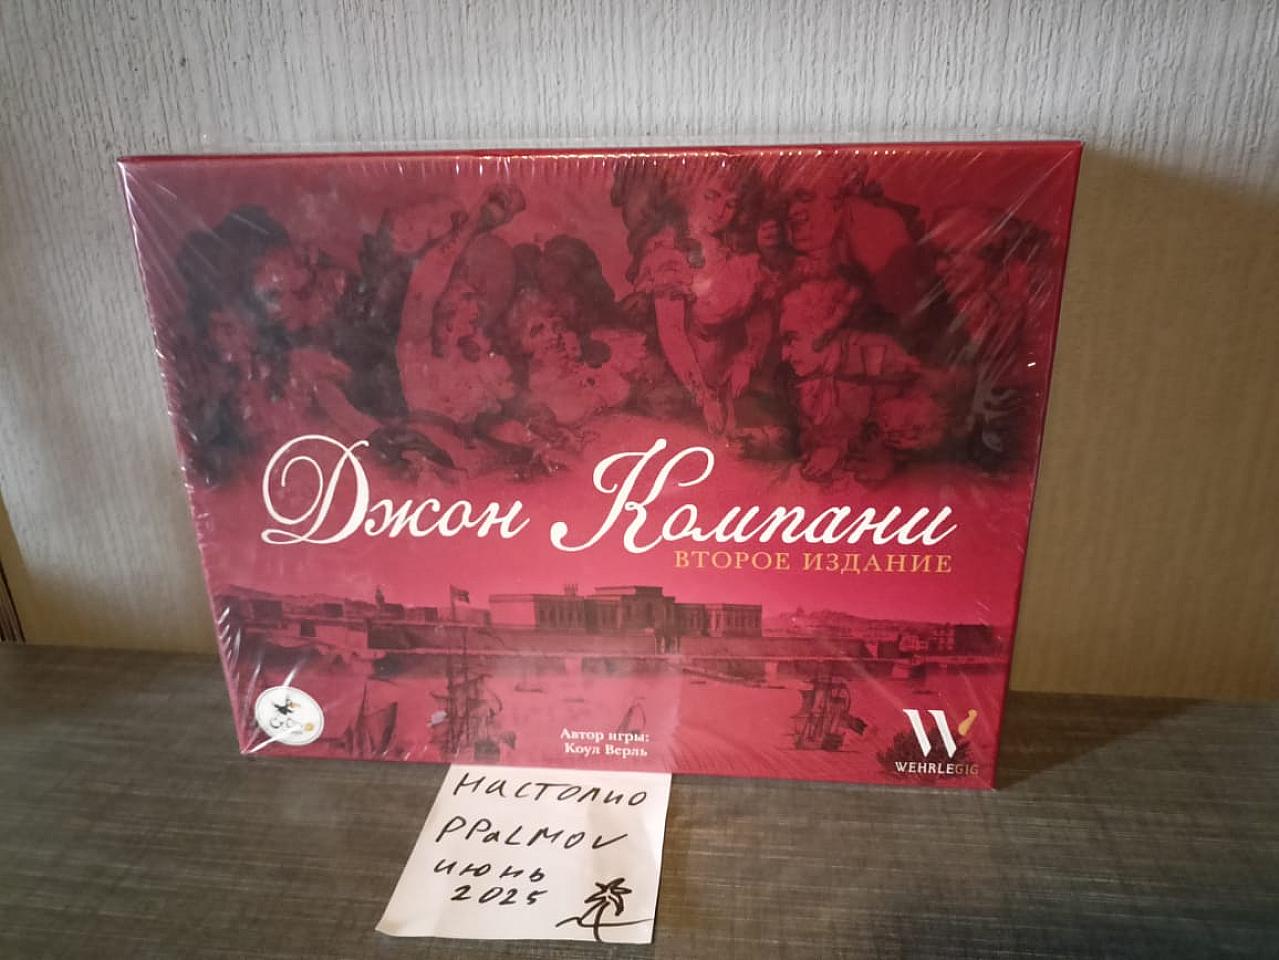 Джон Компани
ВТОРОЕ ИЗДАНИЕ
Автор игры:
Коул Верль
W
WEHRLEGIG
Настолио
PPaLMOV
июнь
2025